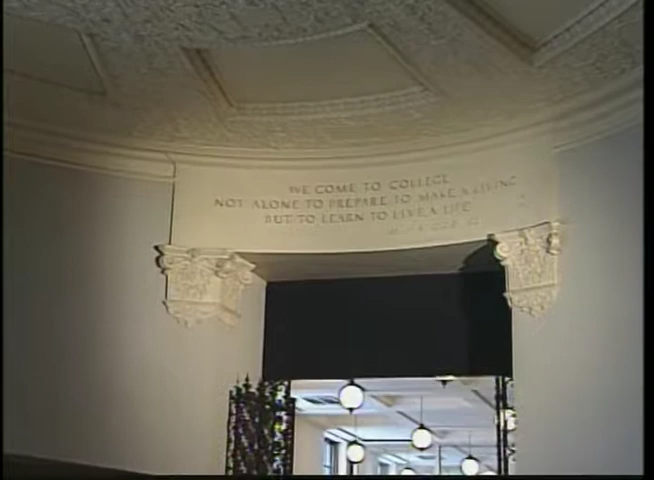 WE COME TO COLLEGE
NOT ALONE TO PREPARE TO MAKE A LIVING
BUT TO LEARN TO LIVE A LIFE